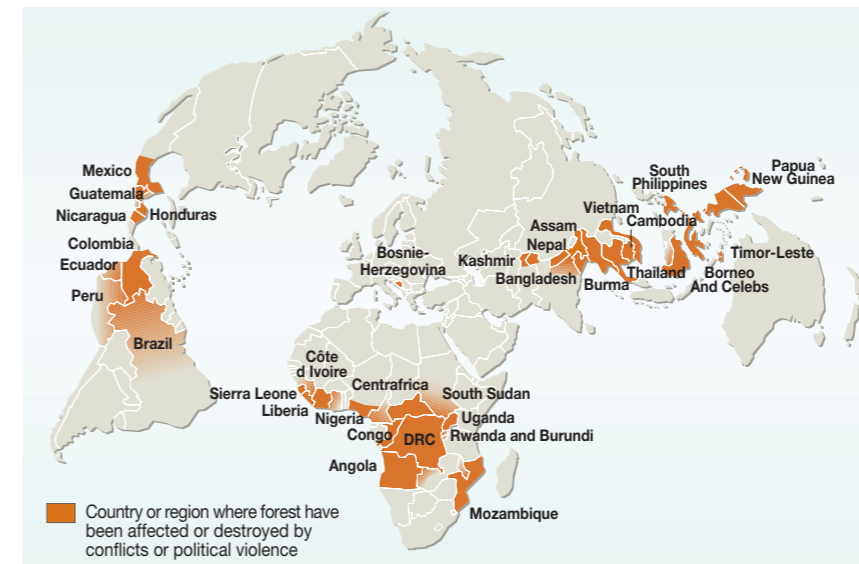 Mexico
Guatemala
Nicaragua
Honduras
Colombia
Ecuador
Peru
Brazil
Bosnie-
Herzegovina
Côte
d Ivoire
Sierra Leone
Liberia
Nigeria
Centrafrica
South Sudan
Uganda
Congo
DRC
Rwanda and Burundi
Angola
Mozambique
Kashmir
Nepal
Assam
Bangladesh
Burma
Vietnam
Cambodia
Thailand
South
Philippines
Papua
New Guinea
Timor-Leste
Borneo
And Celebs
Country or region where forest have
been affected or destroyed by
conflicts or political violence